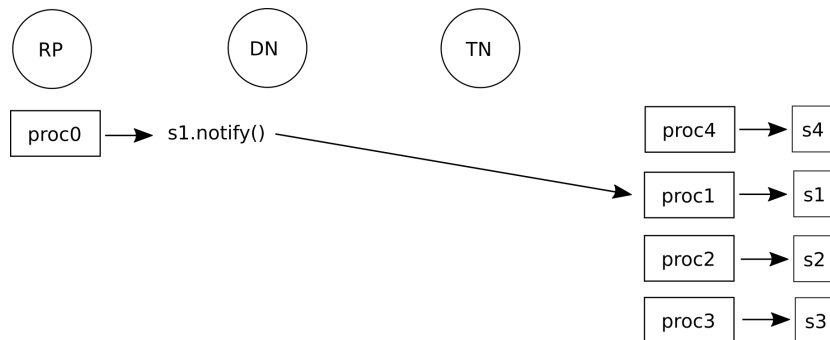 RP DN TN
proc0 s1.notify() proc4 s4
proc1 s1
proc2 s2
proc3 s3